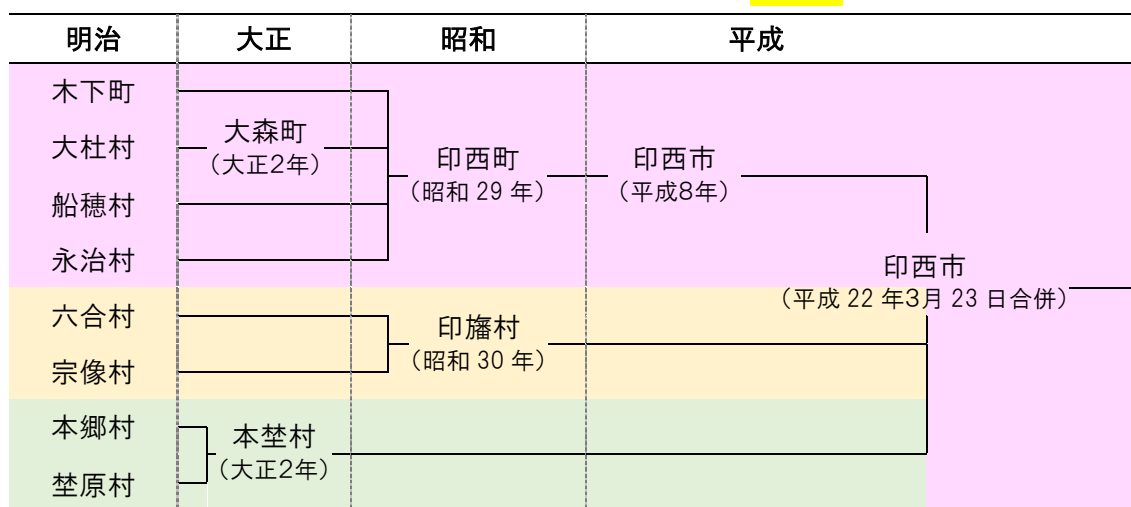 明治 大正 昭和 平成
木下町
大杜村
船穂村
永治村
六合村
宗像村
本郷村
埜原村
大森町
（大正2年）
本埜村
（大正2年）
印西町
（昭和 29 年）
印旛村
（昭和 30 年）
印西市
（平成8年）
印西市
（平成 22 年3月 23 日合併）